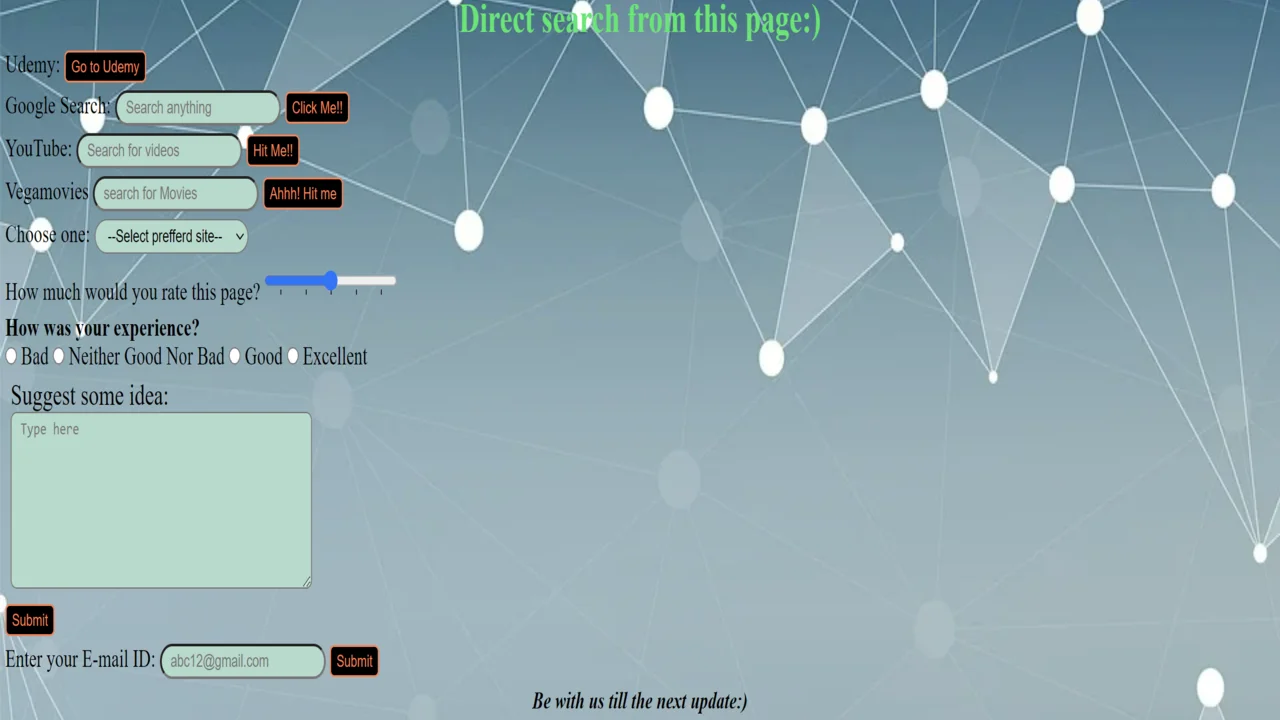 Direct search from this page:)
Udemy: Go to Udemy
Google Search: Search anything Click Me!!
YouTube: Search for videos Hit Me!!
Vegamovies search for Movies Ahhh! Hit me
Choose one: --Select prefferd site--
How much would you rate this page?
How was your experience?
Bad Neither Good Nor Bad Good Excellent
Suggest some idea:
Type here
Submit
Enter your E-mail ID: abc12@gmail.com Submit
Be with us till the next update:)